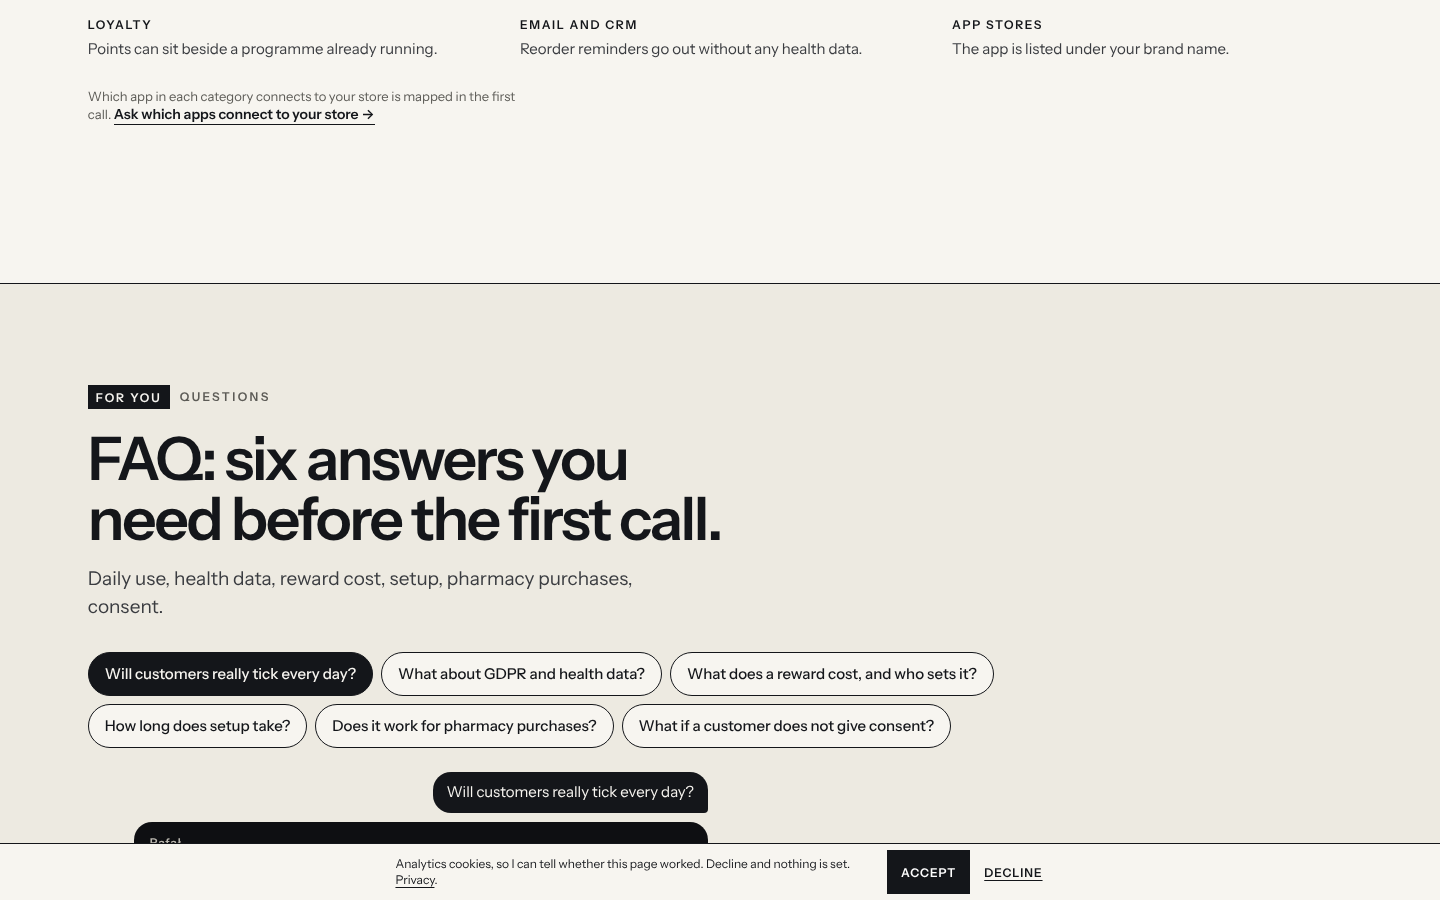 LOYALTY
Points can sit beside a programme already running.
EMAIL AND CRM
Reorder reminders go out without any health data.
APP STORES
The app is listed under your brand name.
Which app in each category connects to your store is mapped in the first
call. Ask which apps connect to your store →
FOR YOU QUESTIONS
FAQ: six answers you
need before the first call.
Daily use, health data, reward cost, setup, pharmacy purchases,
consent.
Will customers really tick every day?
What about GDPR and health data?
What does a reward cost, and who sets it?
How long does setup take?
Does it work for pharmacy purchases?
What if a customer does not give consent?
Will customers really tick every day?
Rafał
Analytics cookies, so I can tell whether this page worked. Decline and nothing is set.
Privacy.
ACCEPT
DECLINE